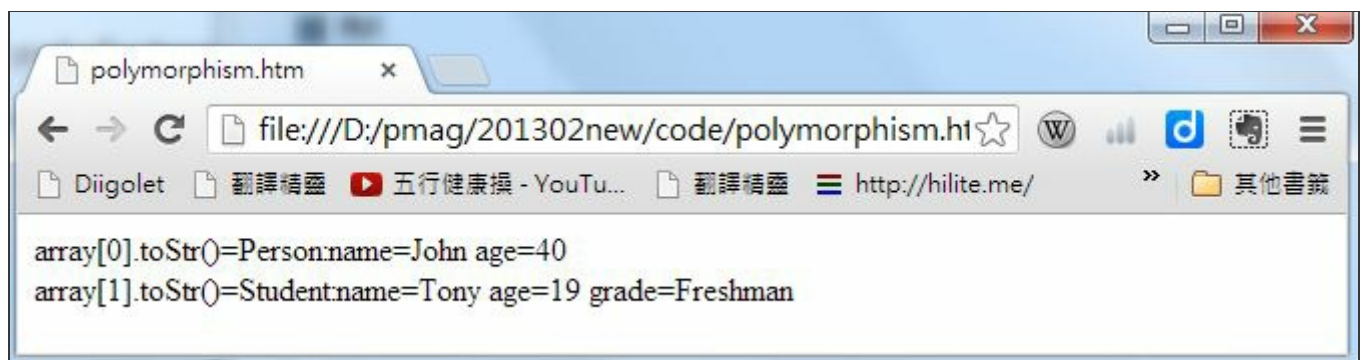 polymorphism.htm
file:///D:/pmag/201302new/code/polymorphism.ht
W d
Diigolet 翻譯精靈 五行健康操 - YouTu... 翻譯精靈 http://hilite.me/ » 其他書籤
array[0].toStr()=Person:name=John age=40
array[1].toStr()=Student:name=Tony age=19 grade=Freshman